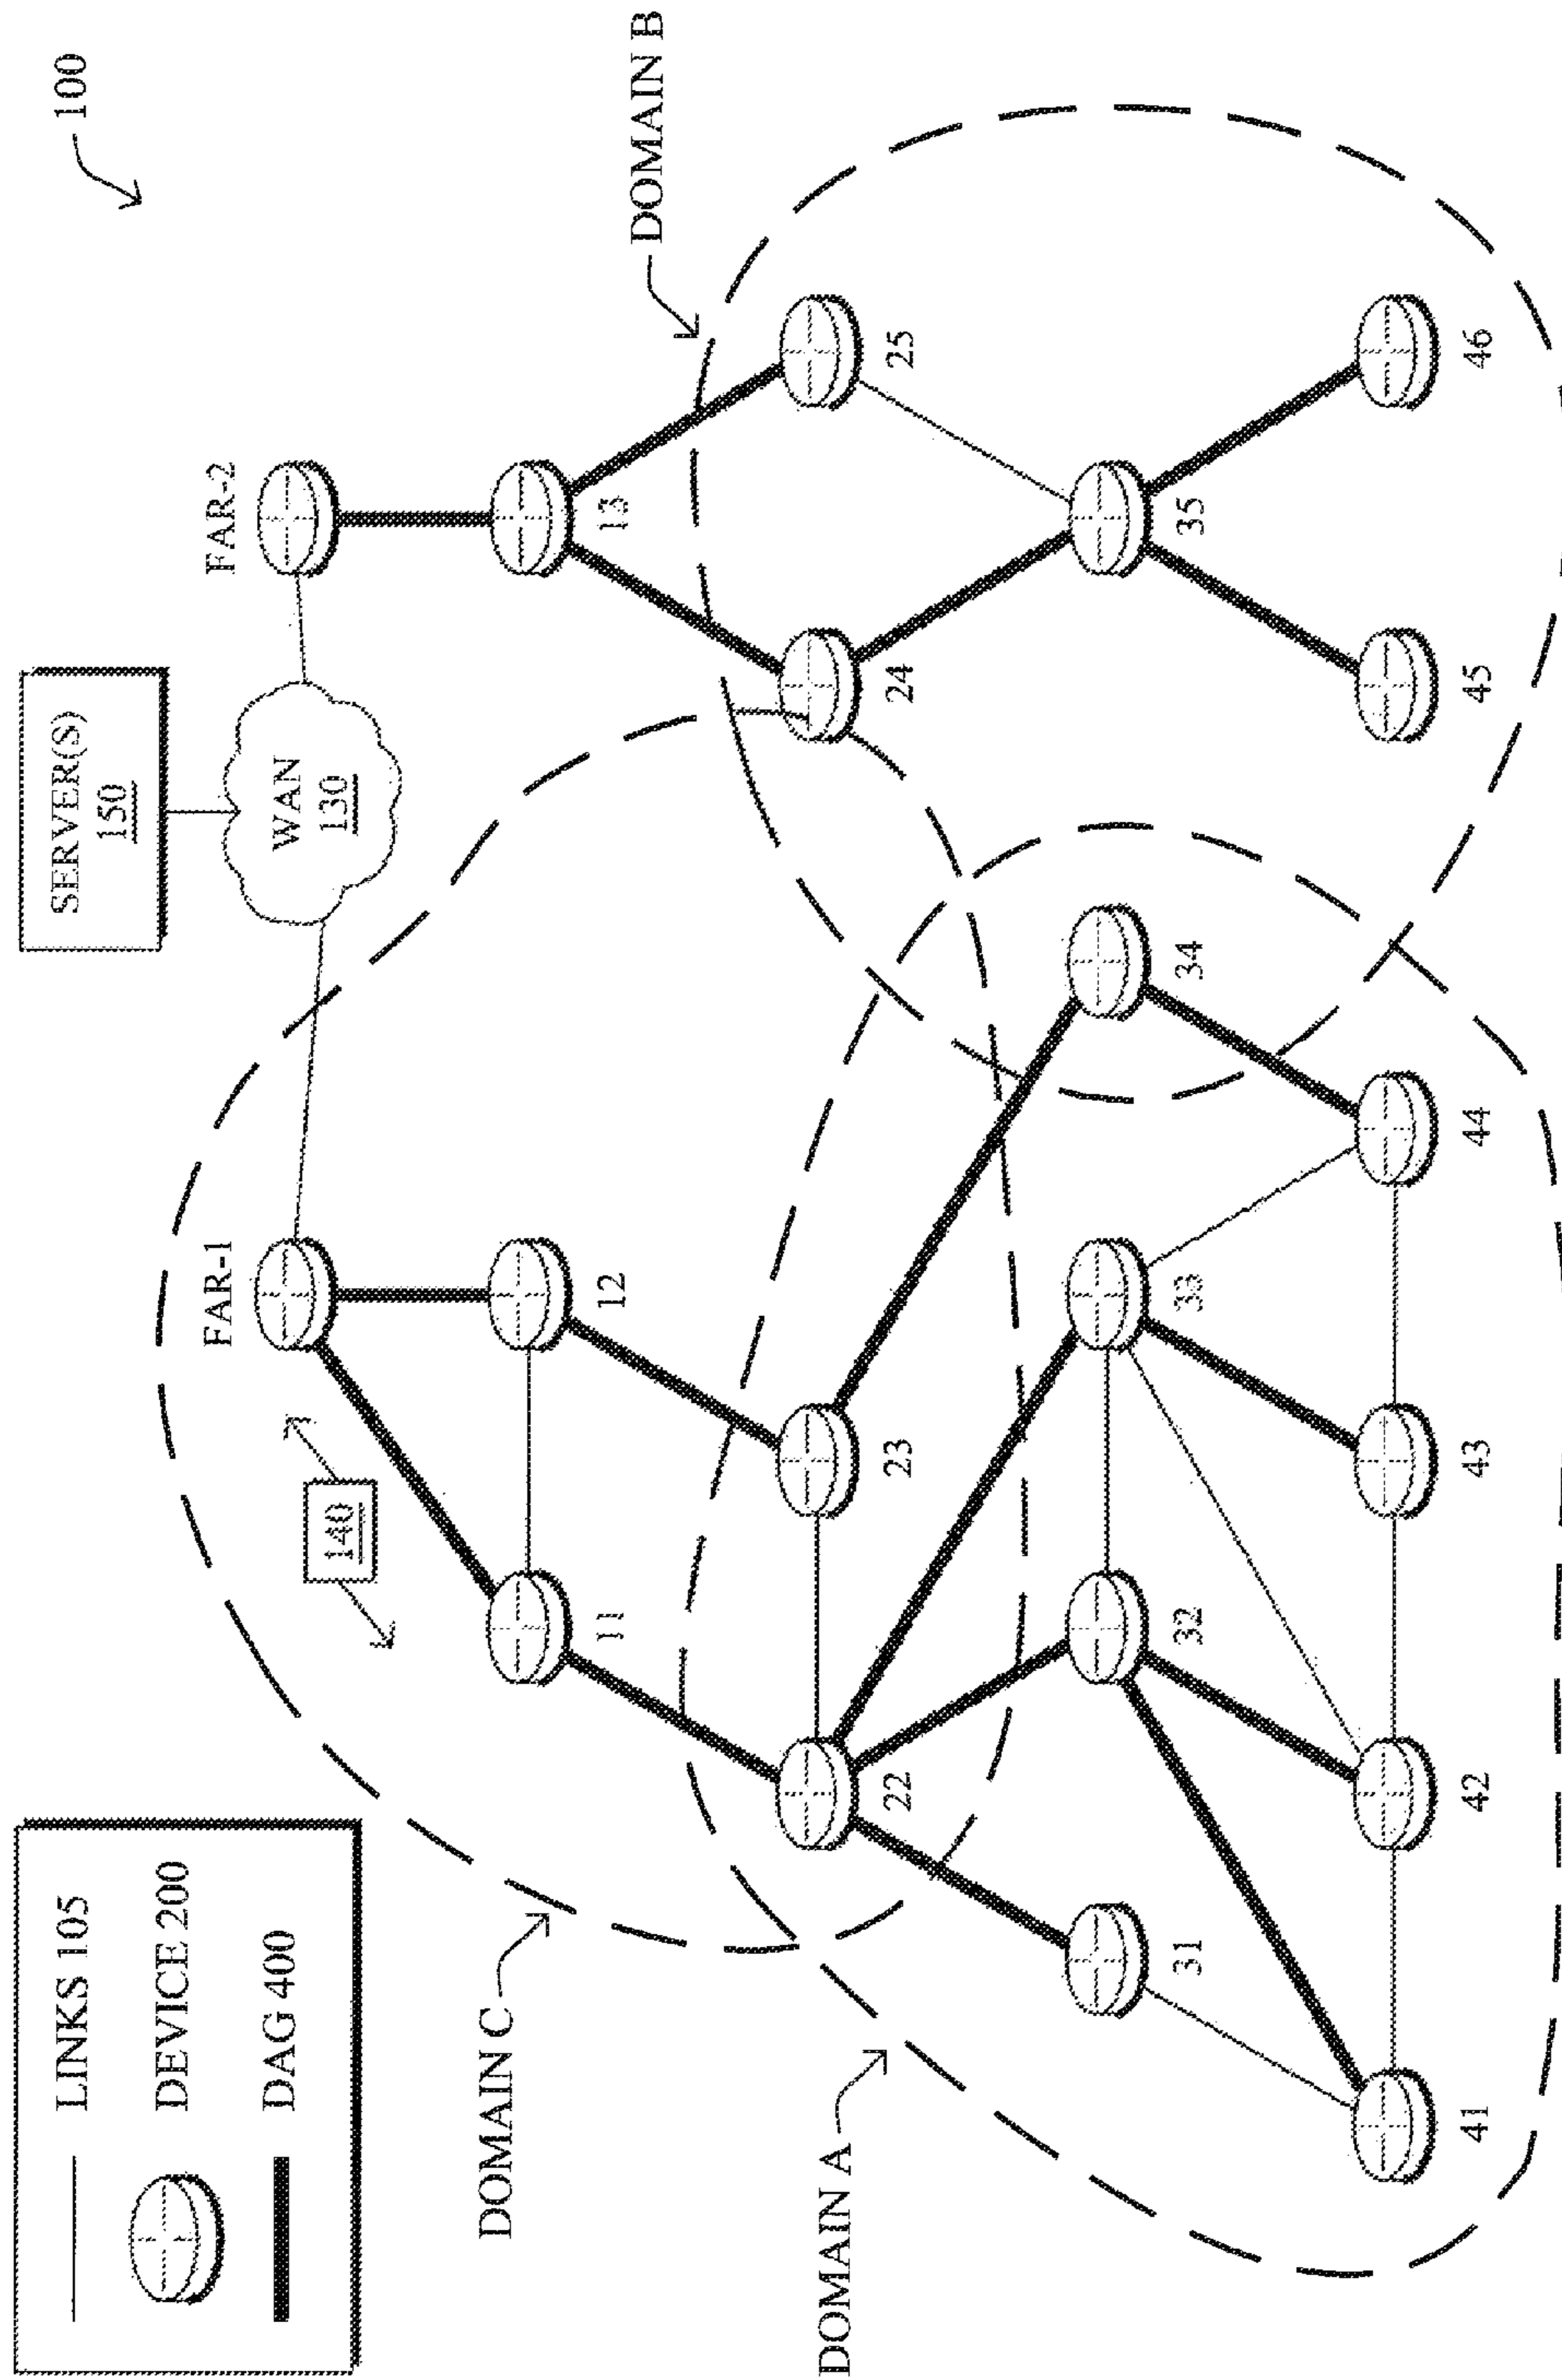 100
LINKS 105
DEVICE 200
DAG 400
SERVER(S)
150
WAN
130
FAR-1
FAR-2
140
11
12
13
DOMAIN C
DOMAIN B
DOMAIN A
22
23
24
25
31
32
33
34
35
41
42
43
44
45
46